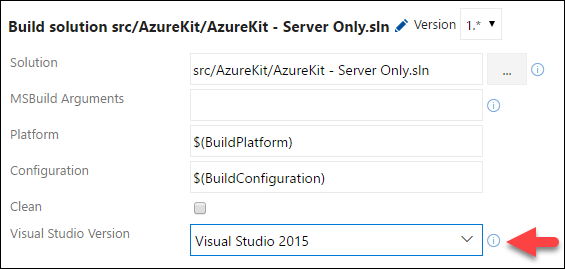 Build solution src/AzureKit/AzureKit - Server Only.sln Version 1.*
Solution src/AzureKit/AzureKit - Server Only.sln ...
MSBuild Arguments
Platform $(BuildPlatform)
Configuration $(BuildConfiguration)
Clean
Visual Studio Version Visual Studio 2015